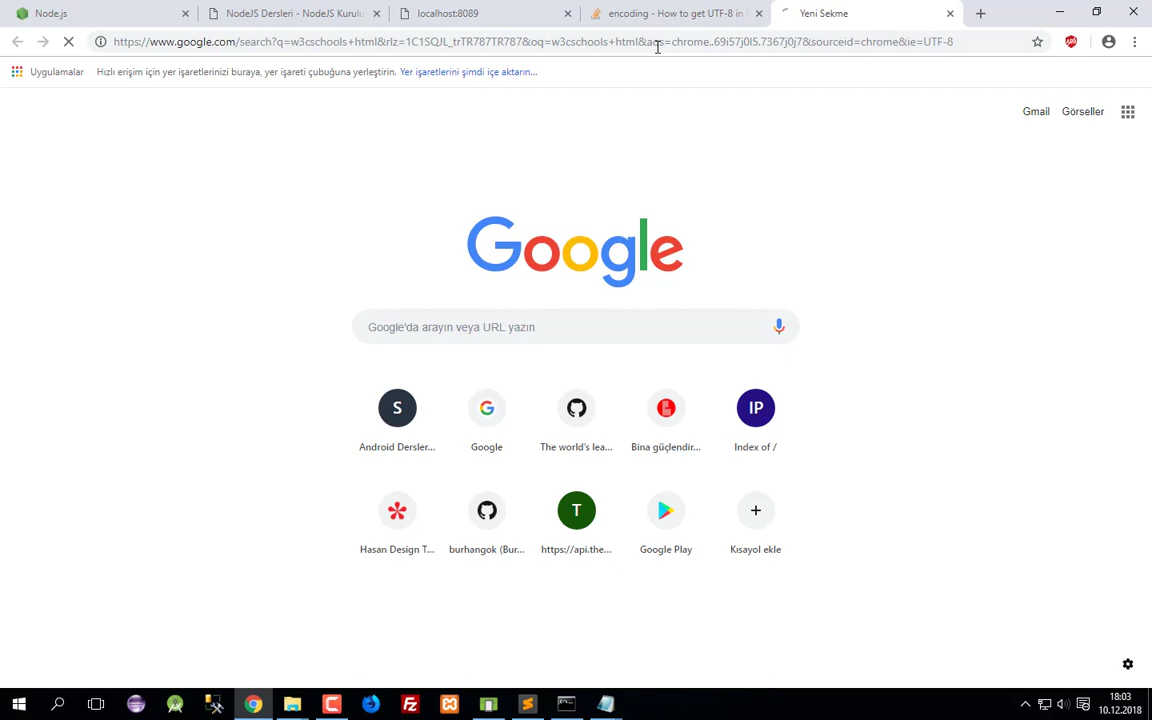 Node.js
NodeJS Dersleri - NodeJS Kurulu
localhost:8089
encoding - How to get UTF-8 in
Yeni Sekme
https://www.google.com/search?q=w3cschools+html&rlz=1C1SQJL_trTR787TR787&oq=w3cschools+html&aqs=chrome..69i57j0l5.7367j0j7&sourceid=chrome&ie=UTF-8
Uygulamalar
Hızlı erişim için yer işaretlerinizi buraya, yer işareti çubuğuna yerleştirin. Yer işaretlerini şimdi içe aktarın...
Gmail
Görseller
Google
Google'da arayın veya URL yazın
S
IP
Android Dersler...
Google
The world's lea...
Bina güçlendir...
Index of /
T
Hasan Design T...
burhangok (Bur...
https://api.the...
Google Play
Kısayol ekle
18:03
10.12.2018